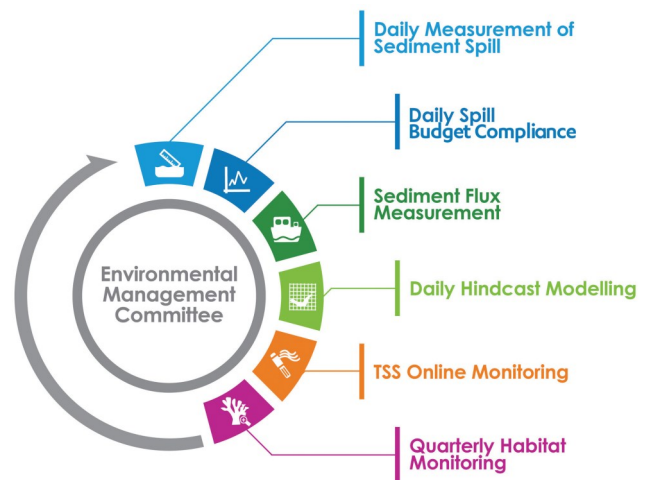 Daily Measurement of
Sediment Spill
Daily Spill
Budget Compliance
Sediment Flux
Measurement
Environmental
Management
Committee
Daily Hindcast Modelling
TSS Online Monitoring
Quarterly Habitat
Monitoring